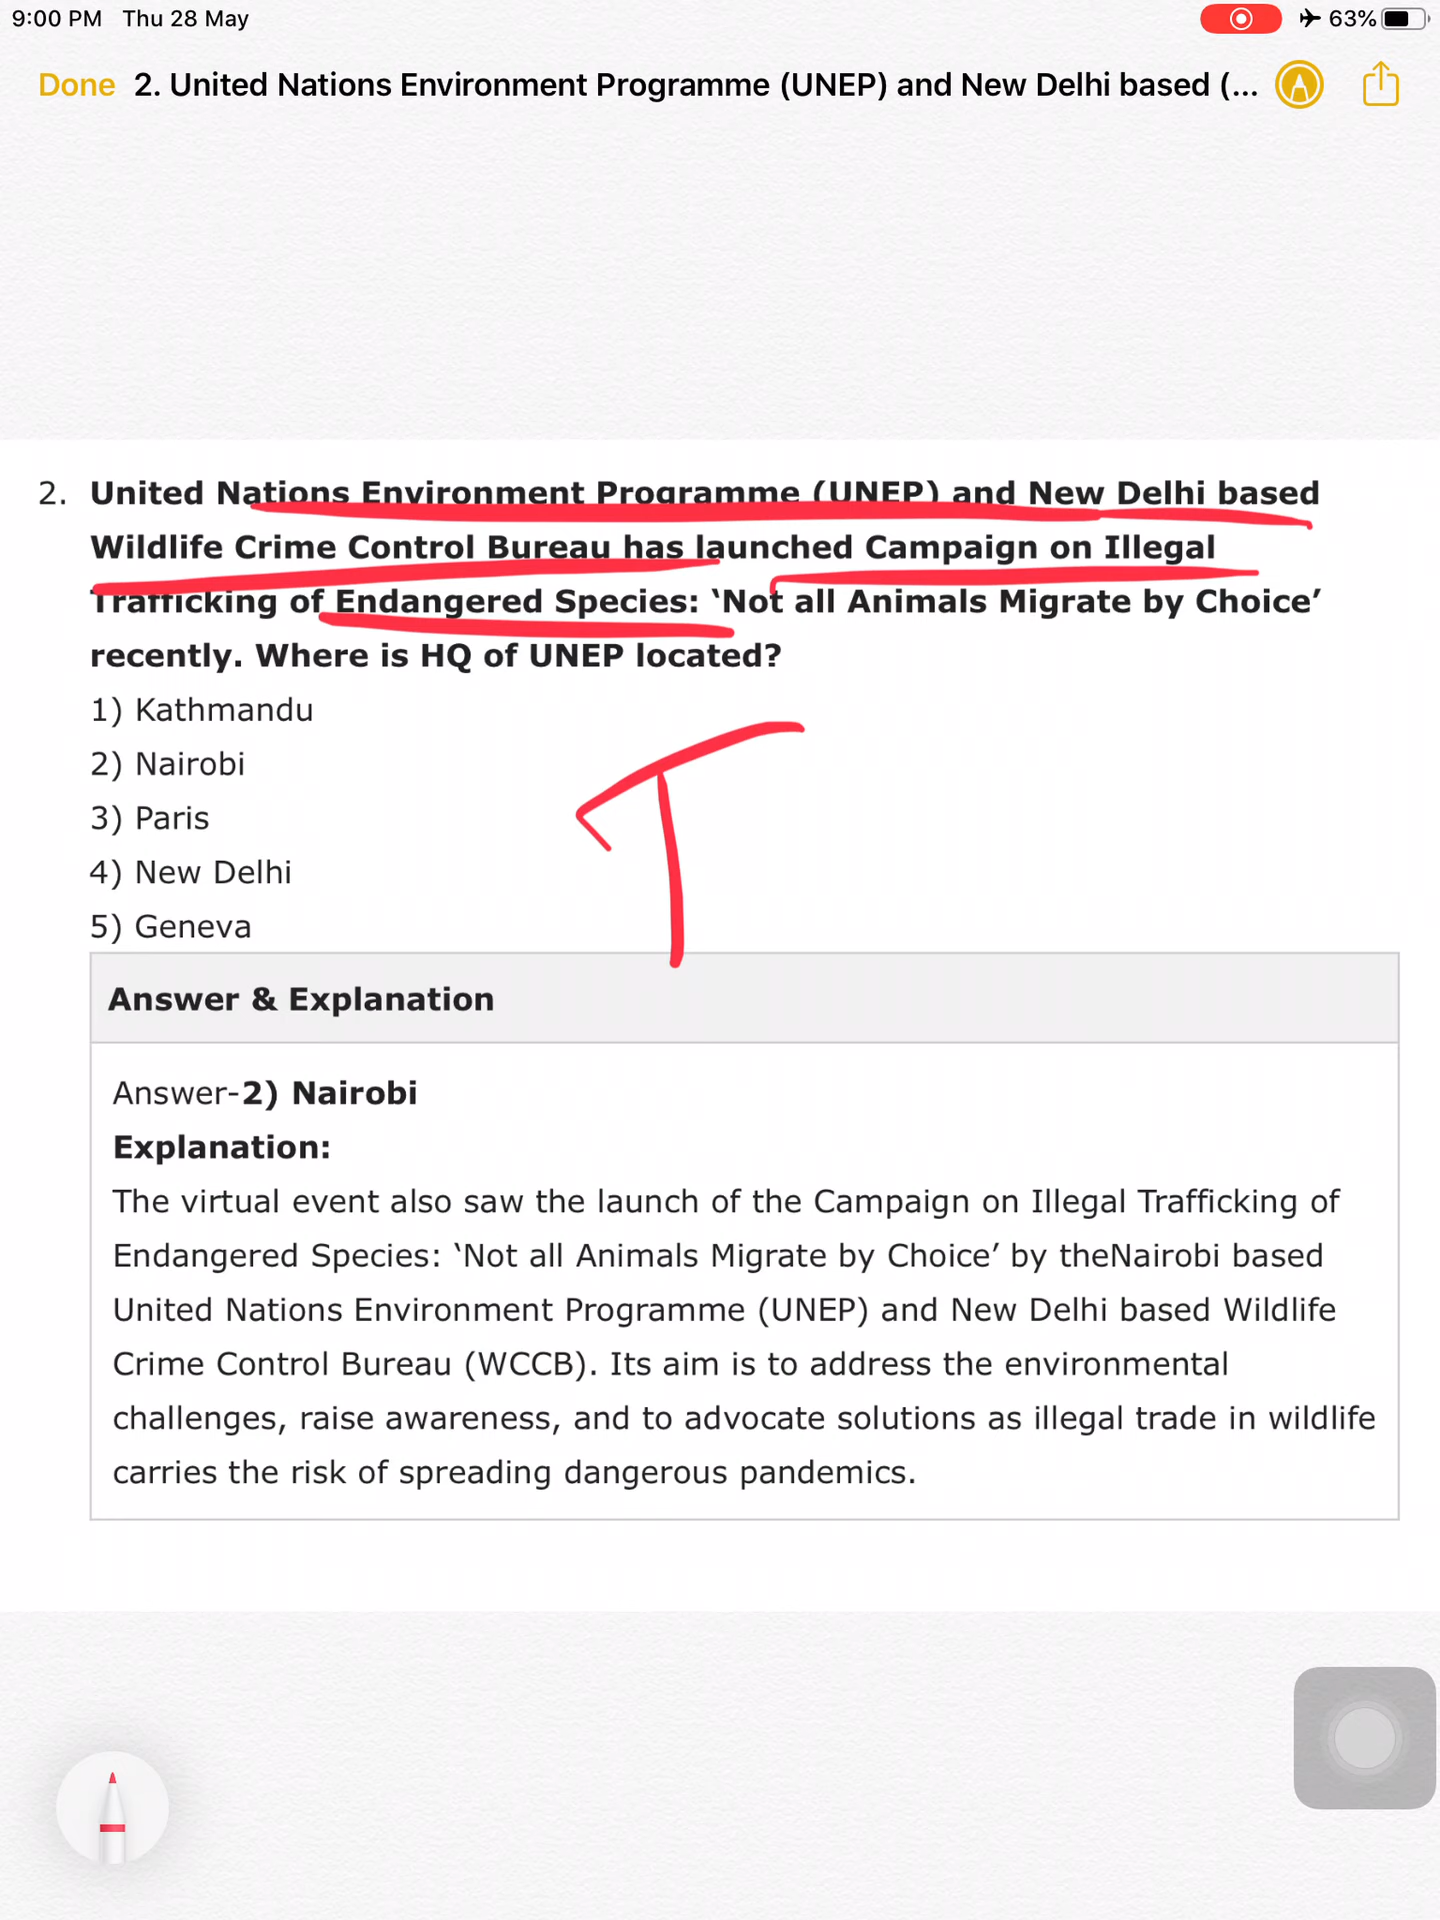 9:00 PM Thu 28 May
63%
Done 2. United Nations Environment Programme (UNEP) and New Delhi based (...
2. United Nations Environment Programme (UNEP) and New Delhi based
Wildlife Crime Control Bureau has launched Campaign on Illegal
Trafficking of Endangered Species: ‘Not all Animals Migrate by Choice’
recently. Where is HQ of UNEP located?
1) Kathmandu
2) Nairobi
3) Paris
4) New Delhi
5) Geneva
Answer & Explanation
Answer-2) Nairobi
Explanation:
The virtual event also saw the launch of the Campaign on Illegal Trafficking of
Endangered Species: ‘Not all Animals Migrate by Choice’ by theNairobi based
United Nations Environment Programme (UNEP) and New Delhi based Wildlife
Crime Control Bureau (WCCB). Its aim is to address the environmental
challenges, raise awareness, and to advocate solutions as illegal trade in wildlife
carries the risk of spreading dangerous pandemics.